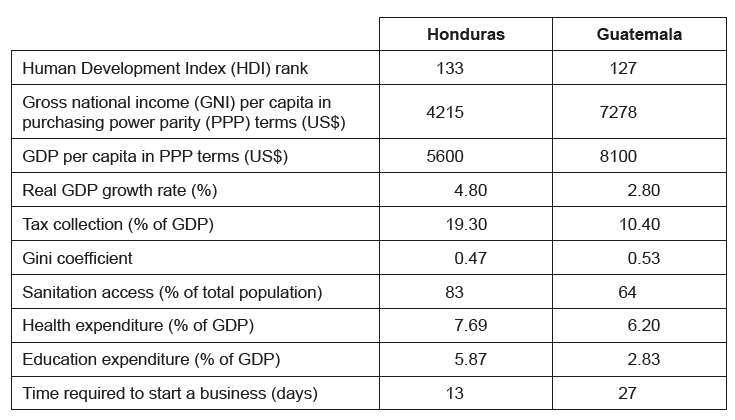 Honduras Guatemala
Human Development Index (HDI) rank 133 127
Gross national income (GNI) per capita in
purchasing power parity (PPP) terms (US$) 4215 7278
GDP per capita in PPP terms (US$) 5600 8100
Real GDP growth rate (%) 4.80 2.80
Tax collection (% of GDP) 19.30 10.40
Gini coefficient 0.47 0.53
Sanitation access (% of total population) 83 64
Health expenditure (% of GDP) 7.69 6.20
Education expenditure (% of GDP) 5.87 2.83
Time required to start a business (days) 13 27